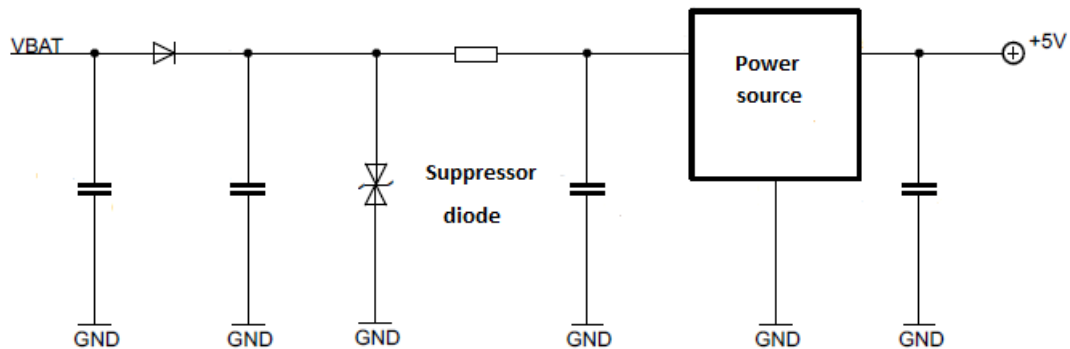 VBAT
+5V
Power
source
Suppressor
diode
GND
GND
GND
GND
GND
GND